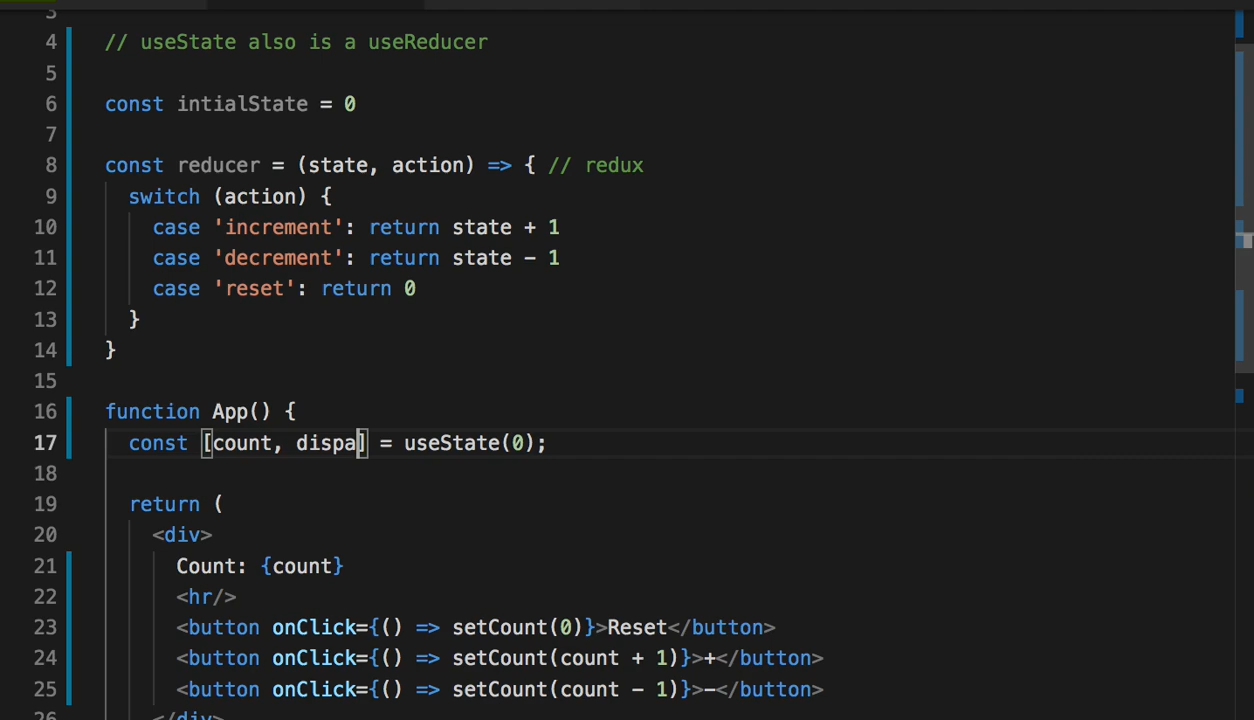 3
4 // useState also is a useReducer
5
6 const intialState = 0
7
8 const reducer = (state, action) => { // redux
9 switch (action) {
10 case 'increment': return state + 1
11 case 'decrement': return state - 1
12 case 'reset': return 0
13 }
14 }
15
16 function App() {
17 const [count, dispa] = useState(0);
18
19 return (
20 <div>
21 Count: {count}
22 <hr/>
23 <button onClick={() => setCount(0)}>Reset</button>
24 <button onClick={() => setCount(count + 1)}>+</button>
25 <button onClick={() => setCount(count - 1)}>-</button>
26 </div>